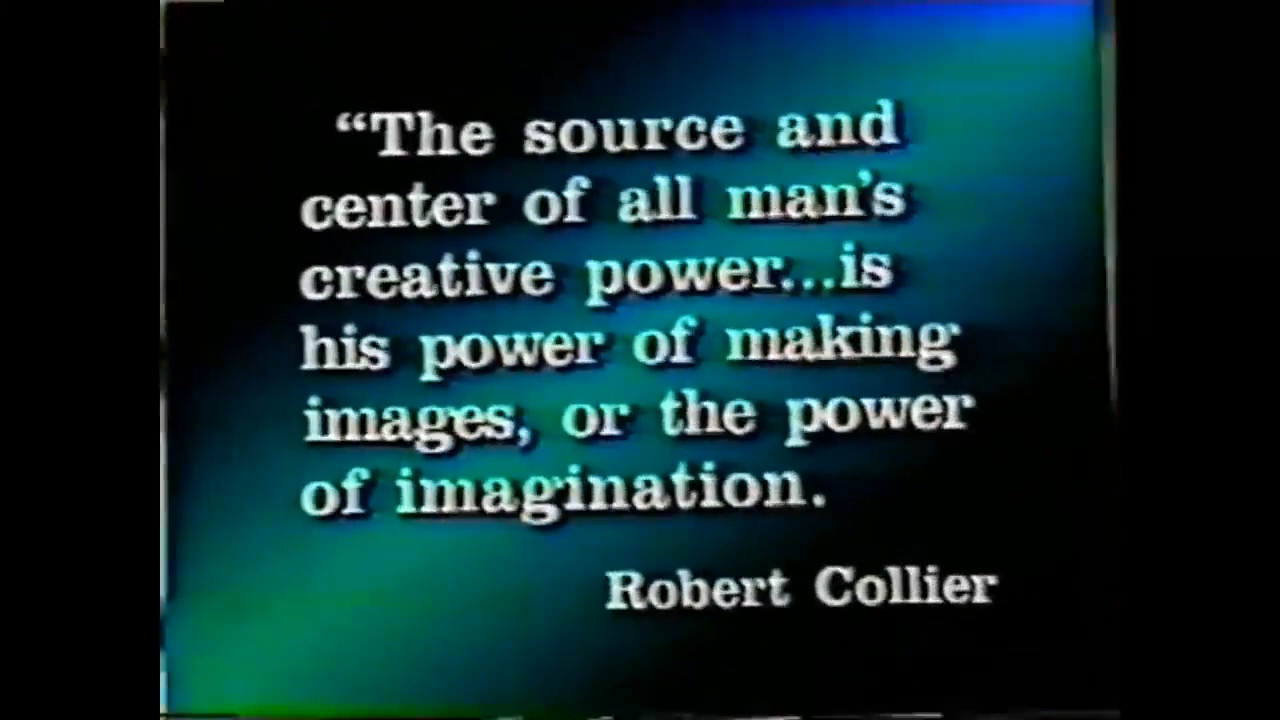 “The source and
center of all man's
creative power...is
his power of making
images, or the power
of imagination.
Robert Collier